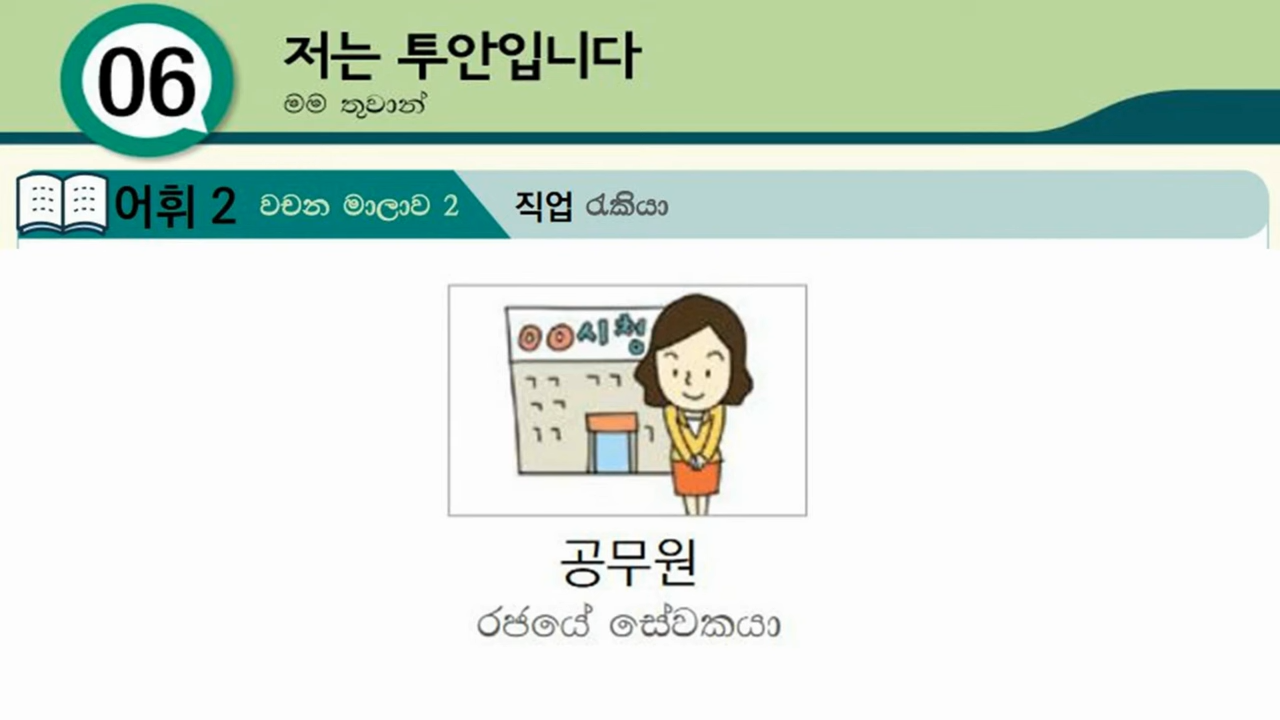 06
저는 투안입니다
මම තුවාන්
어휘 2 වචන මාලාව 2 직업 රැකියා
OO시청
공무원
රජයේ සේවකයා